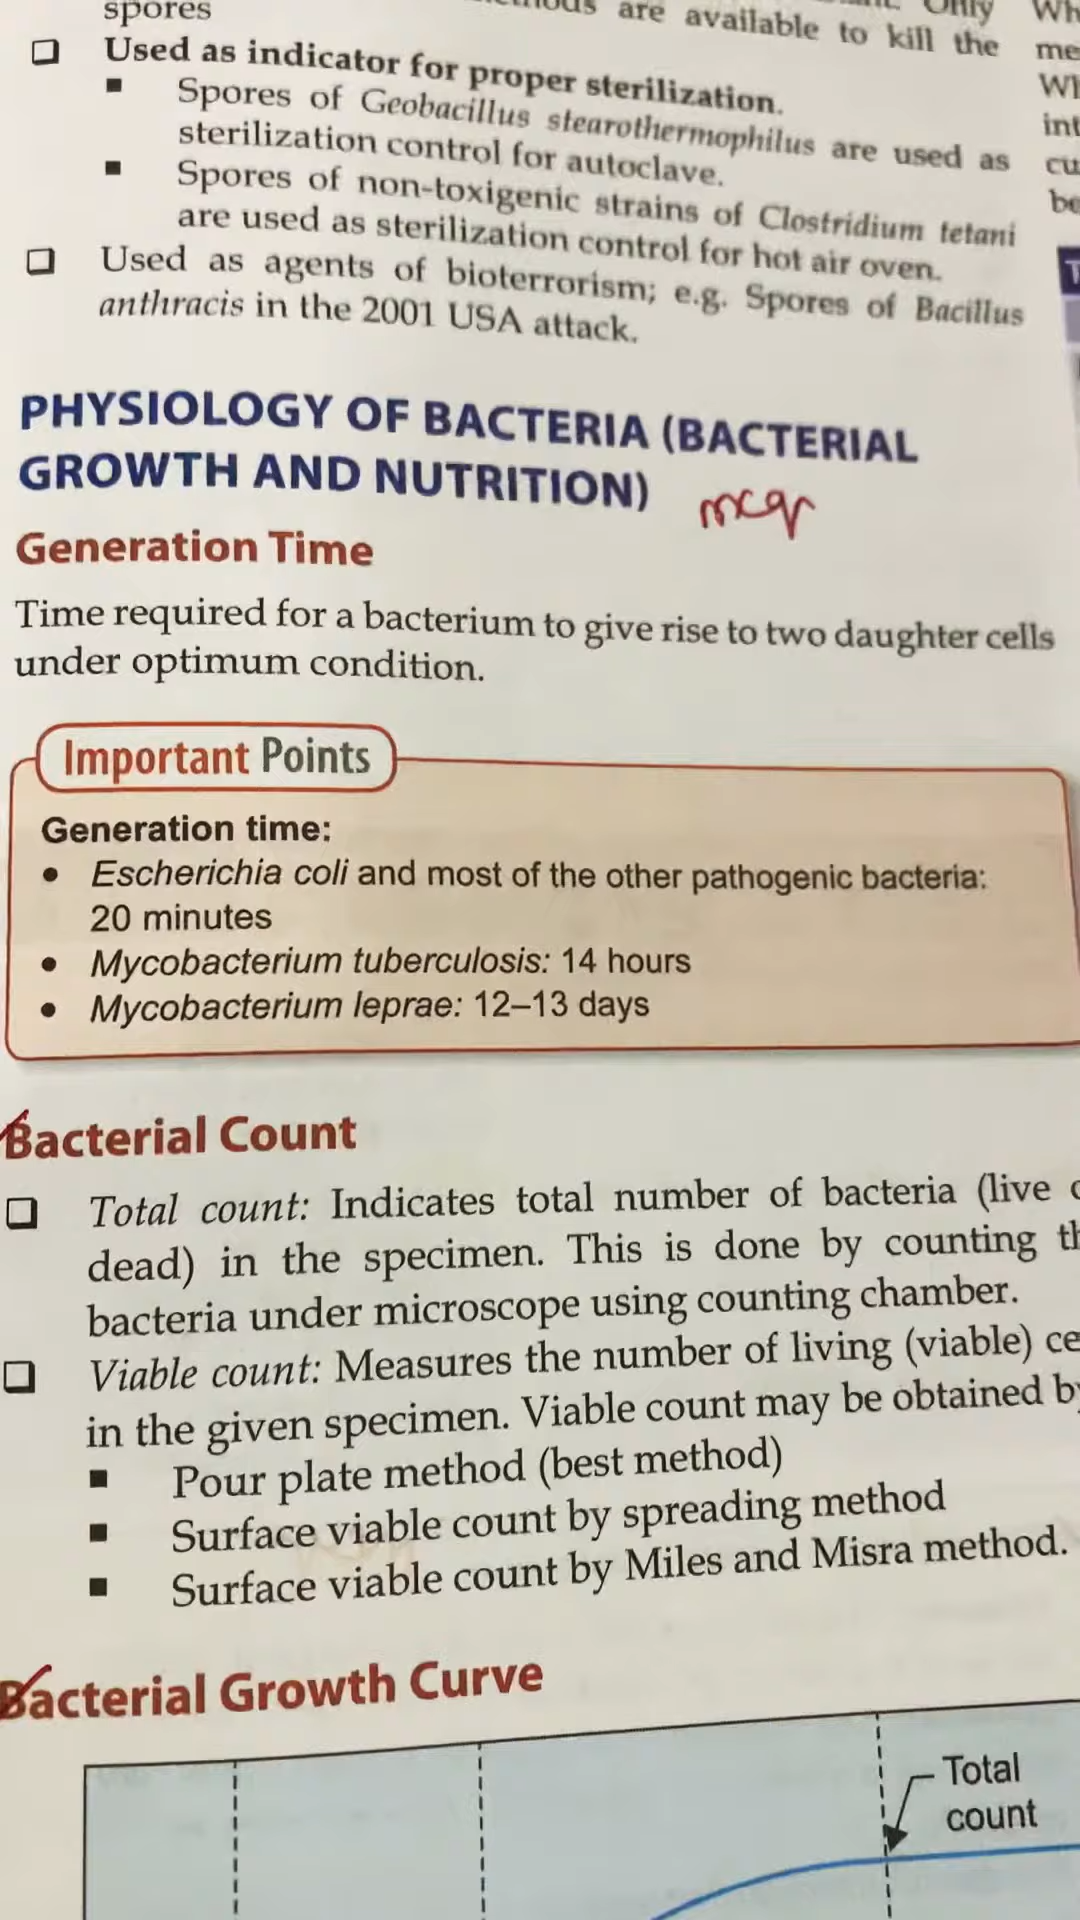 spores
are available to kill the
❑ Used as indicator for proper sterilization.
▪ Spores of Geobacillus stearothermophilus are used as
sterilization control for autoclave.
▪ Spores of non-toxigenic strains of Clostridium tetani
are used as sterilization control for hot air oven.
❑ Used as agents of bioterrorism; e.g. Spores of Bacillus
anthracis in the 2001 USA attack.
PHYSIOLOGY OF BACTERIA (BACTERIAL
GROWTH AND NUTRITION)
mcq
Generation Time
Time required for a bacterium to give rise to two daughter cells
under optimum condition.
Important Points
Generation time:
• Escherichia coli and most of the other pathogenic bacteria:
20 minutes
• Mycobacterium tuberculosis: 14 hours
• Mycobacterium leprae: 12–13 days
Bacterial Count
❑ Total count: Indicates total number of bacteria (live
dead) in the specimen. This is done by counting
bacteria under microscope using counting chamber.
❑ Viable count: Measures the number of living (viable)
in the given specimen. Viable count may be obtained
▪ Pour plate method (best method)
▪ Surface viable count by spreading method
▪ Surface viable count by Miles and Misra method.
Bacterial Growth Curve
Total
count